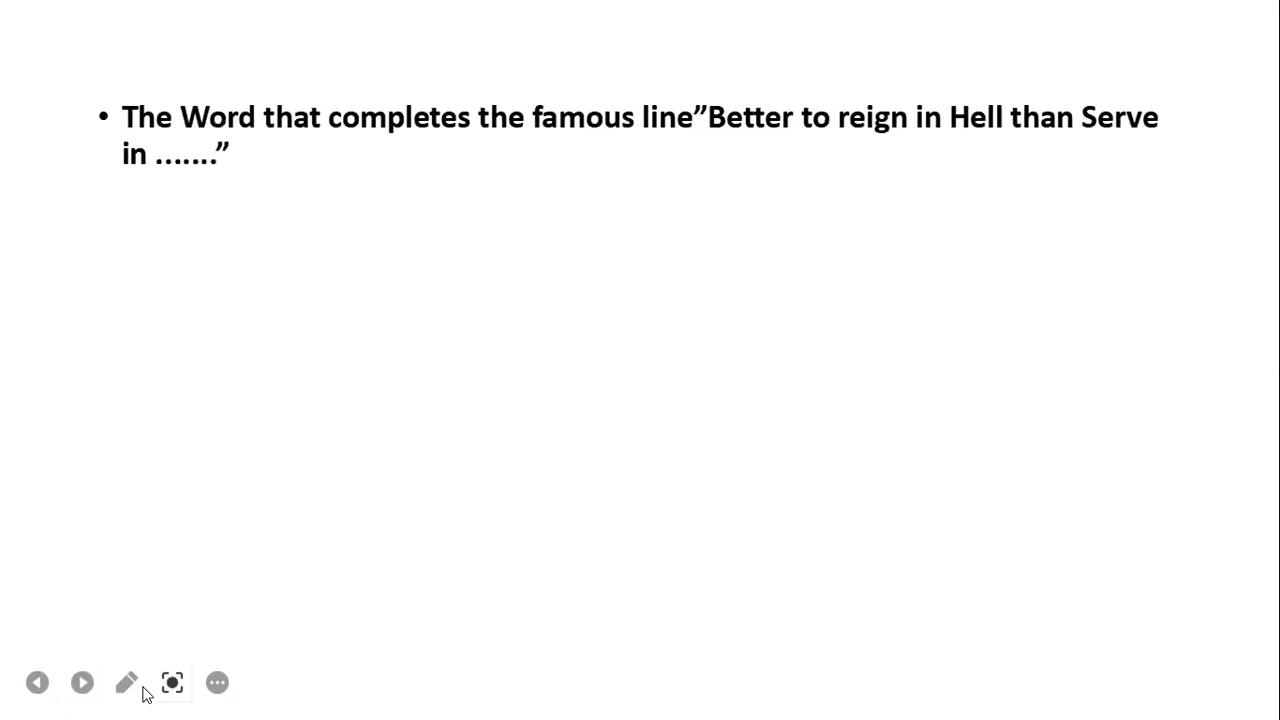 • The Word that completes the famous line”Better to reign in Hell than Serve
in .......”